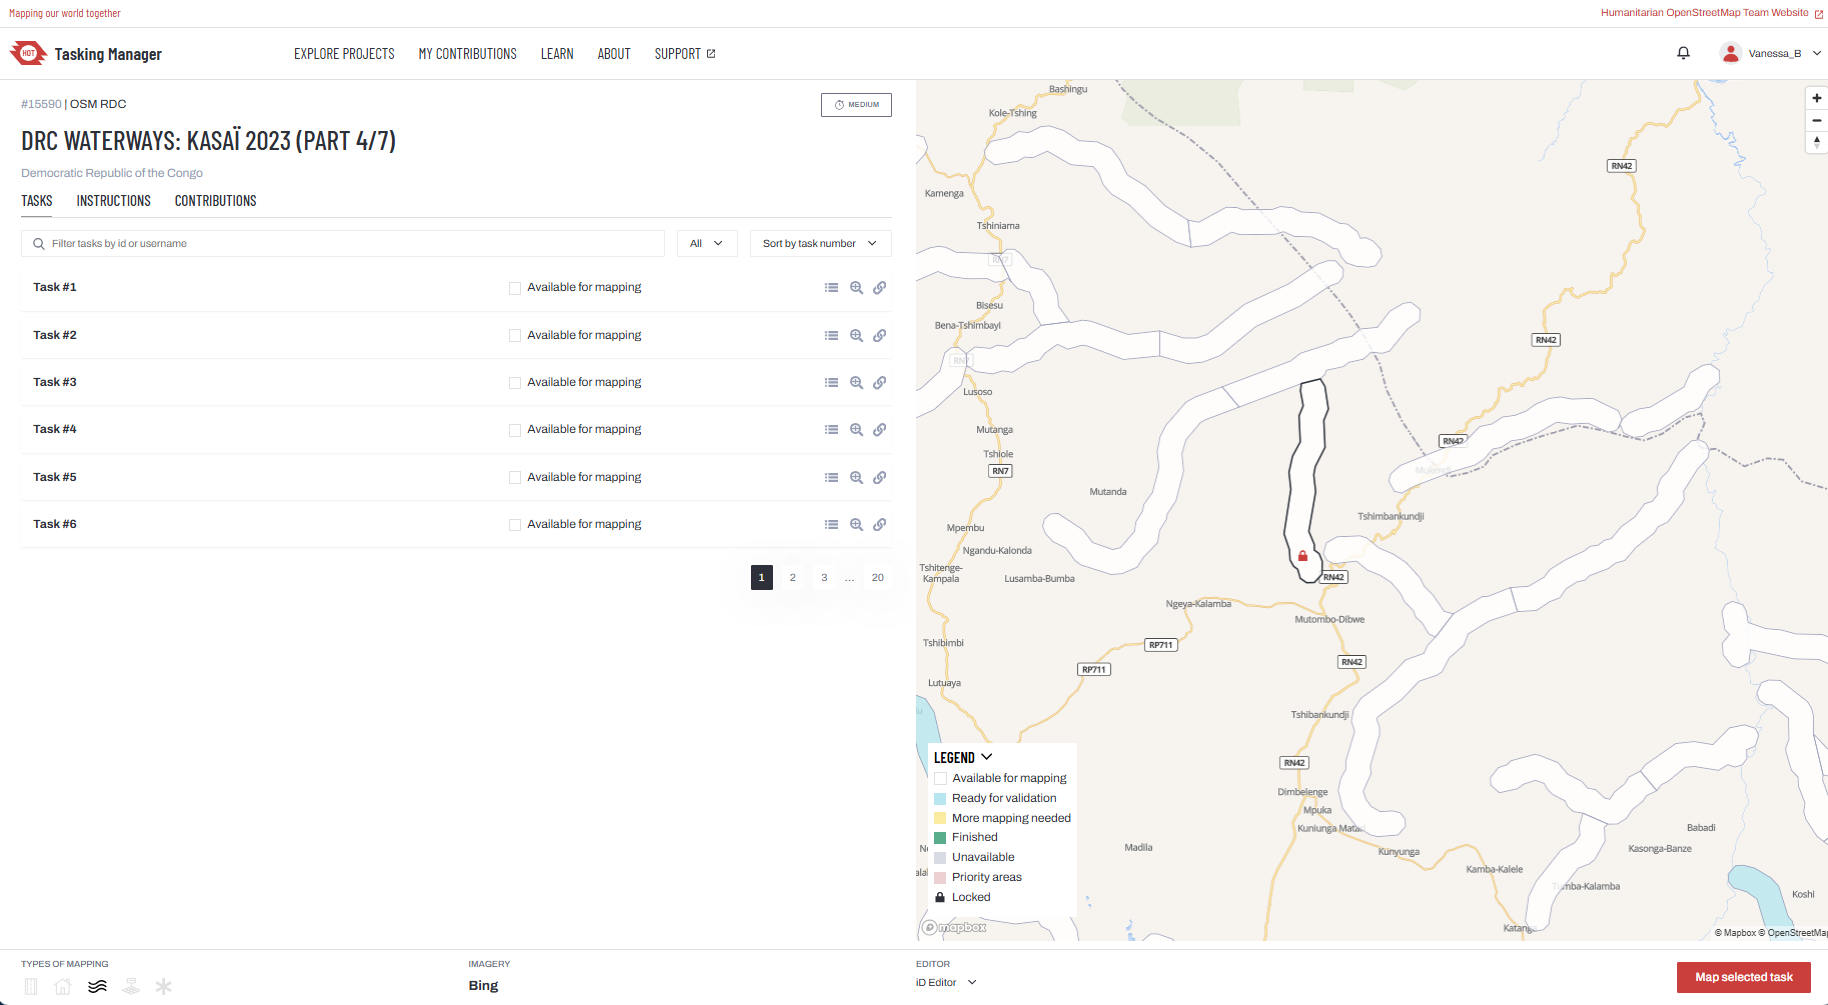 Mapping our world together
Humanitarian OpenStreetMap Team Website
HOT
Tasking Manager
EXPLORE PROJECTS
MY CONTRIBUTIONS
LEARN
ABOUT
SUPPORT
Vanessa_B
#15590 | OSM RDC
MEDIUM
DRC WATERWAYS: KASAÏ 2023 (PART 4/7)
Democratic Republic of the Congo
TASKS
INSTRUCTIONS
CONTRIBUTIONS
Filter tasks by id or username
All
Sort by task number
Task #1
Available for mapping
Task #2
Available for mapping
Task #3
Available for mapping
Task #4
Available for mapping
Task #5
Available for mapping
Task #6
Available for mapping
1 2 3 ... 20
Bashingu
Kole-Tshing
RN42
Kamenga
Tshiniama
RN7
Bisesu
Bena-Tshimbayl
RN42
RN7
Lusoso
Mutanga
RN42
Tshiole
RN7
Mutanda
Tshimbankundji
Mpembu
Ngandu-Kalonda
Tshitenge-
Kampala
Lusamba-Bumba
RN42
Ngeya-Kalamba
Mutombo-Dibwe
Tshibimbi
RP711
RN42
RP711
Lutuaya
Tshibankundji
RN42
Dimbelenge
Mpuka
Kuniunga
Babadi
Madila
Kunyunga
Kasonga-Banze
Kamba-Kalele
Koshi
LEGEND
Available for mapping
Ready for validation
More mapping needed
Finished
Unavailable
Priority areas
Locked
mapbox
© Mapbox © OpenStreetMap
TYPES OF MAPPING
IMAGERY
Bing
EDITOR
iD Editor
Map selected task